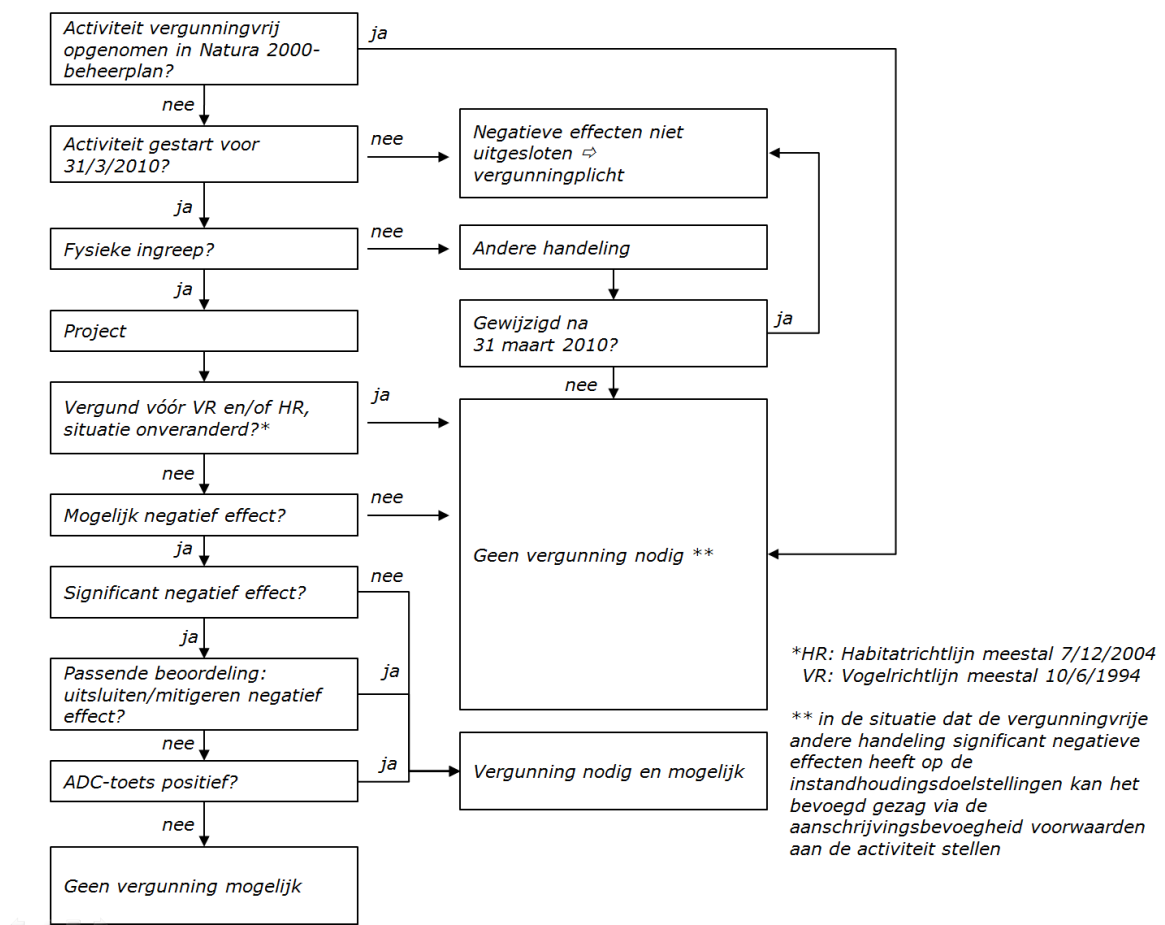 Activiteit vergunningvrij
opgenomen in Natura 2000-
beheerplan?
ja
nee
Activiteit gestart voor
31/3/2010?
nee
Negatieve effecten niet
uitgesloten ⇨
vergunningplicht
ja
Fysieke ingreep?
nee
Andere handeling
ja
Project
Gewijzigd na
31 maart 2010?
ja
nee
Vergund vóór VR en/of HR,
situatie onveranderd?*
ja
nee
Mogelijk negatief effect?
nee
Geen vergunning nodig **
ja
Significant negatief effect?
nee
ja
Passende beoordeling:
uitsluiten/mitigeren negatief
effect?
ja
nee
ADC-toets positief?
ja
Vergunning nodig en mogelijk
nee
Geen vergunning mogelijk
*HR: Habitatrichtlijn meestal 7/12/2004
VR: Vogelrichtlijn meestal 10/6/1994
** in de situatie dat de vergunningvrije
andere handeling significant negatieve
effecten heeft op de
instandhoudingsdoelstellingen kan het
bevoegd gezag via de
aanschrijvingsbevoegheid voorwaarden
aan de activiteit stellen